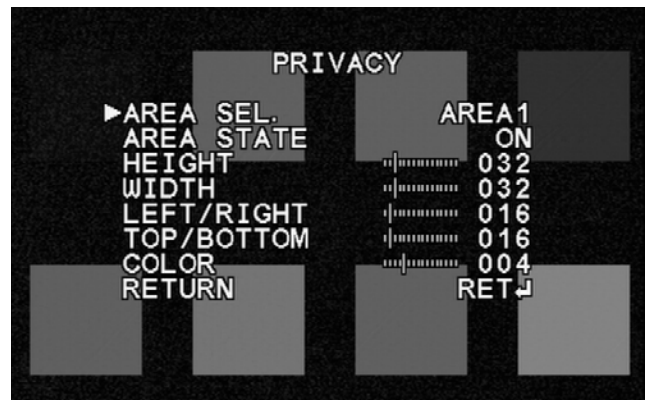 PRIVACY
►AREA SEL. AREA1
AREA STATE ON
HEIGHT 032
WIDTH 032
LEFT/RIGHT 016
TOP/BOTTOM 016
COLOR 004
RETURN RET↲